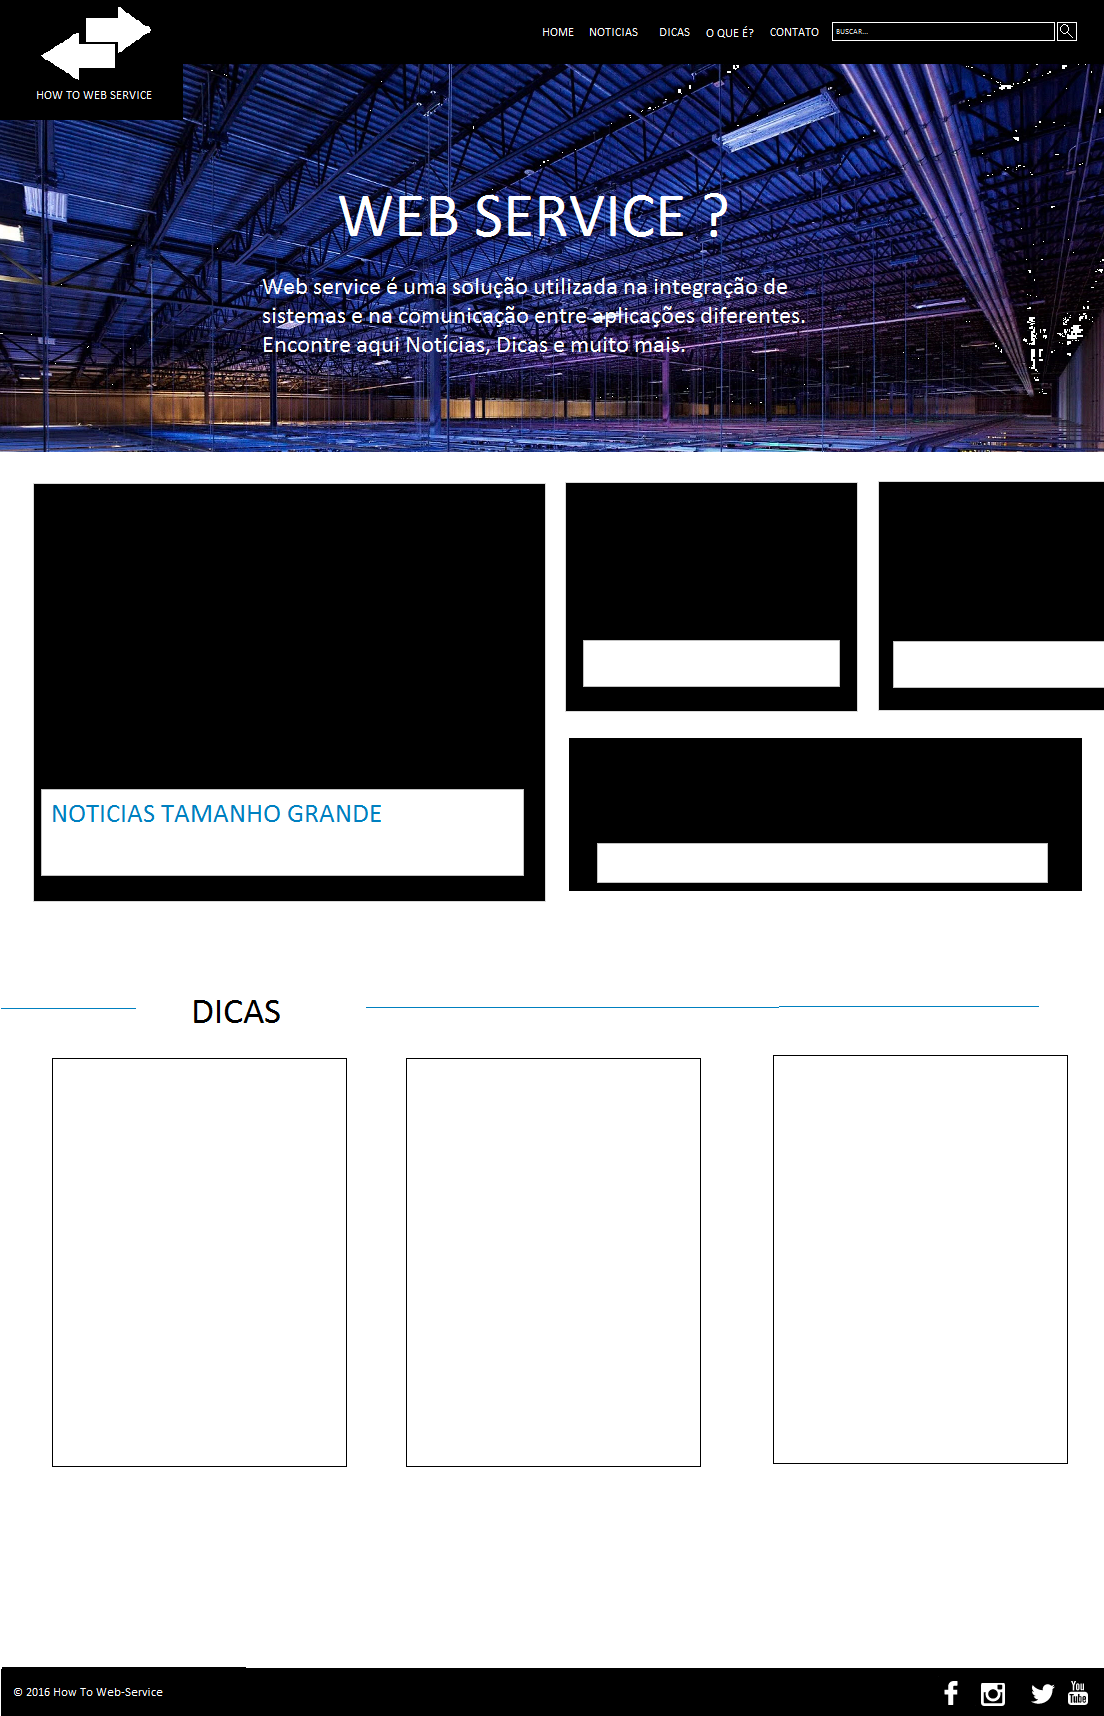 HOW TO WEB SERVICE
HOME NOTICIAS DICAS O QUE É? CONTATO BUSCAR...
WEB SERVICE ?
Web service é uma solução utilizada na integração de
sistemas e na comunicação entre aplicações diferentes.
Encontre aqui Notícias, Dicas e muito mais.
NOTICIAS TAMANHO GRANDE
DICAS
© 2016 How To Web-Service
You
Tube